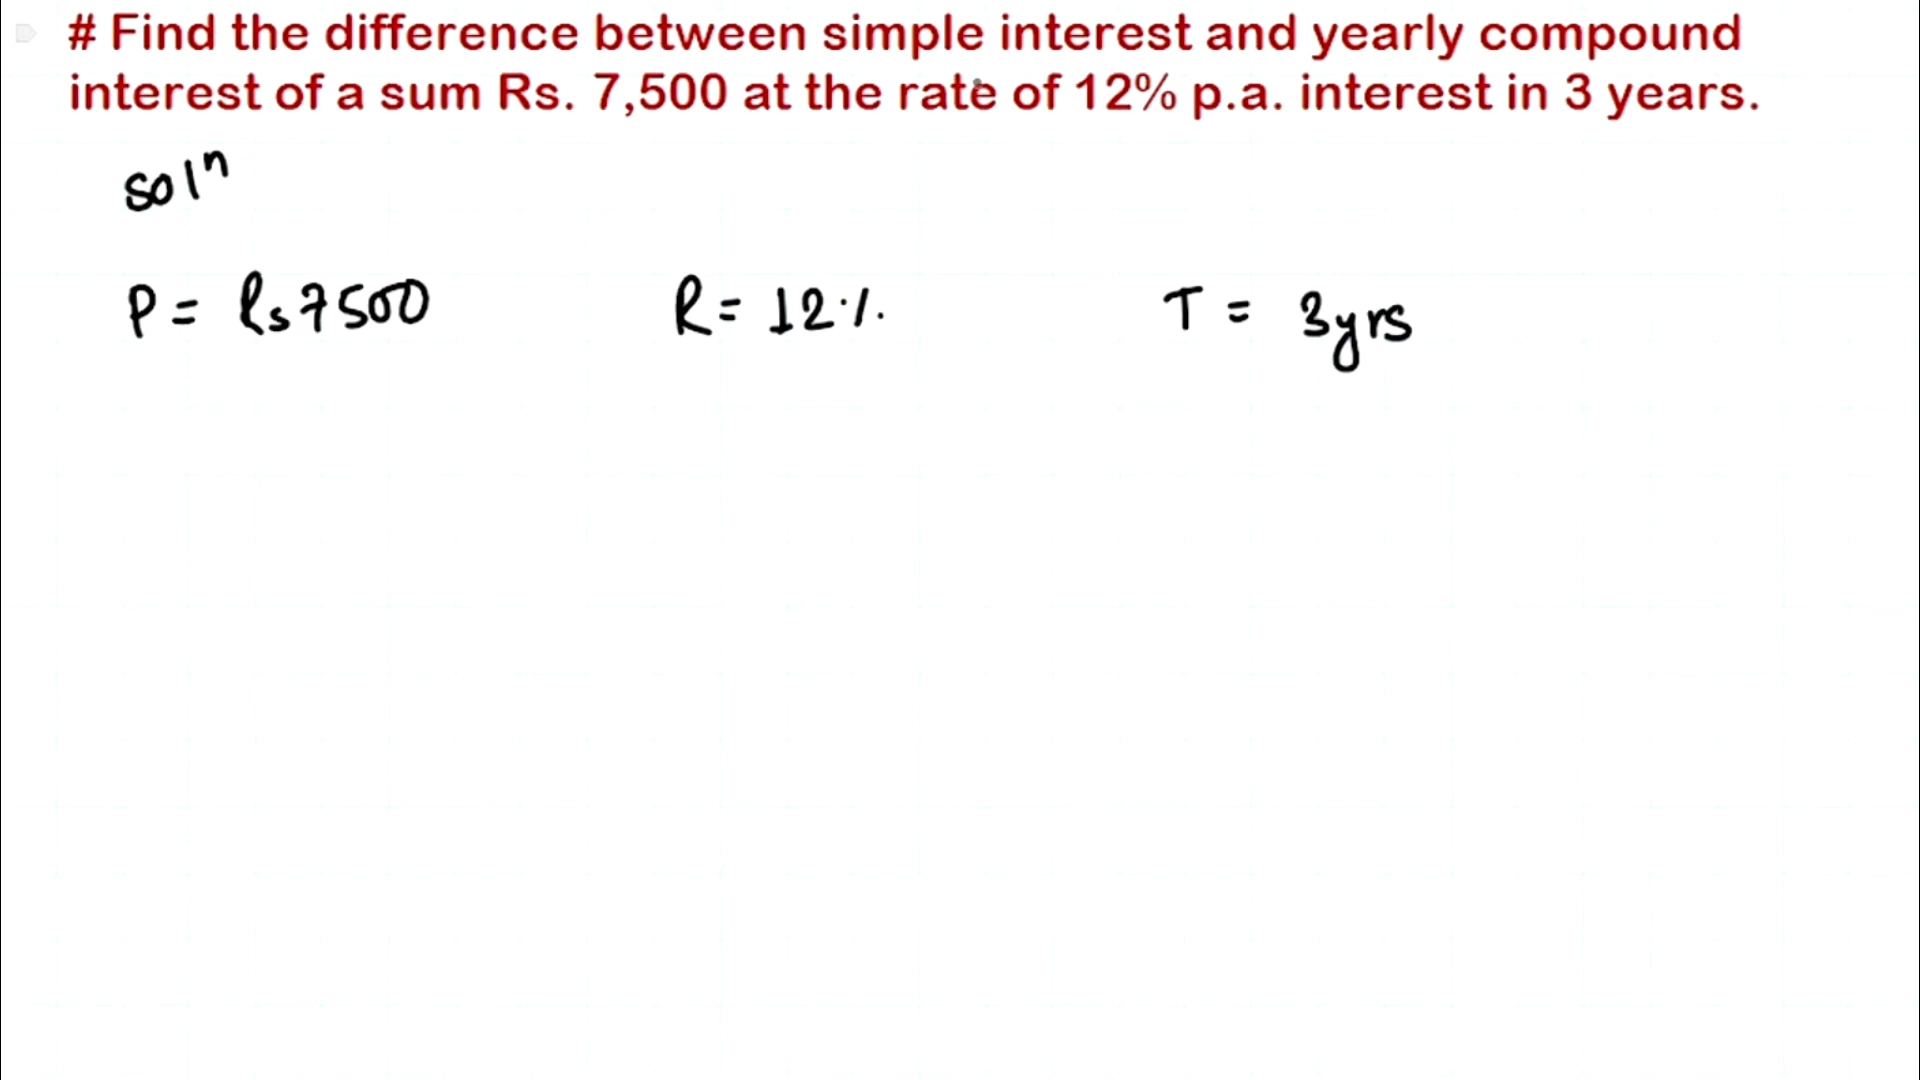 # Find the difference between simple interest and yearly compound
interest of a sum Rs. 7,500 at the rate of 12% p.a. interest in 3 years.
solⁿ
P = Rs 7500 R = 12% T = 3yrs